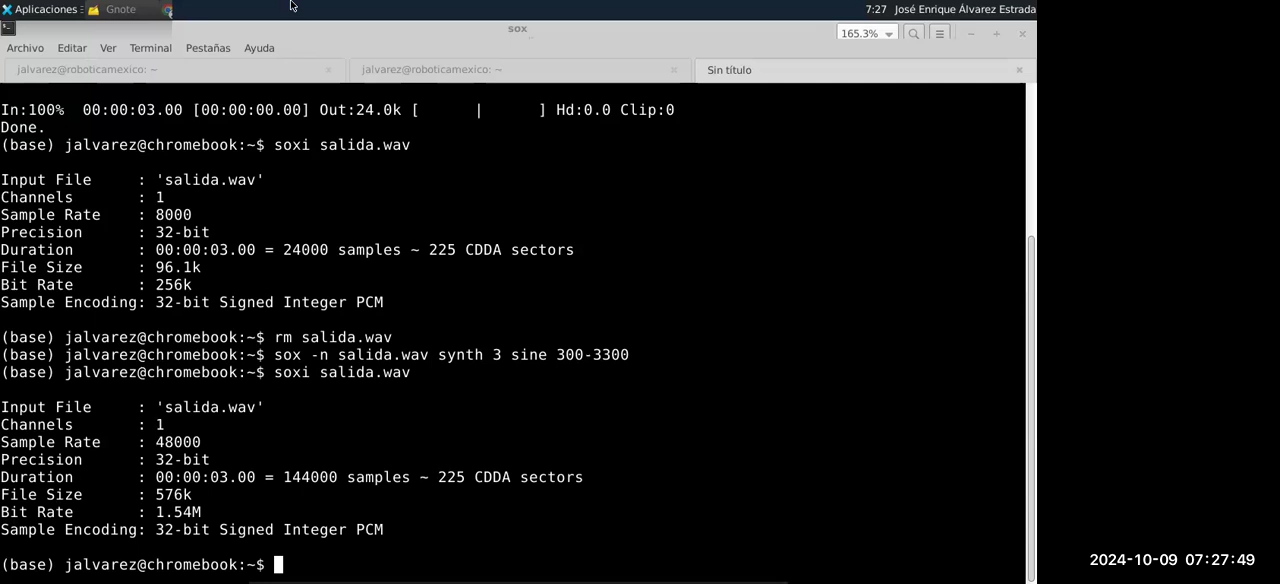 Aplicaciones Gnote 7:27 José Enrique Álvarez Estrada
sox
165.3%
Archivo Editar Ver Terminal Pestañas Ayuda
jalvarez@roboticamexico: ~ × jalvarez@roboticamexico: ~ × Sin título ×
In:100%  00:00:03.00 [00:00:00.00] Out:24.0k [      |      ] Hd:0.0 Clip:0
Done.
(base) jalvarez@chromebook:~$ soxi salida.wav
Input File     : 'salida.wav'
Channels       : 1
Sample Rate    : 8000
Precision      : 32-bit
Duration       : 00:00:03.00 = 24000 samples ~ 225 CDDA sectors
File Size      : 96.1k
Bit Rate       : 256k
Sample Encoding: 32-bit Signed Integer PCM
(base) jalvarez@chromebook:~$ rm salida.wav
(base) jalvarez@chromebook:~$ sox -n salida.wav synth 3 sine 300-3300
(base) jalvarez@chromebook:~$ soxi salida.wav
Input File     : 'salida.wav'
Channels       : 1
Sample Rate    : 48000
Precision      : 32-bit
Duration       : 00:00:03.00 = 144000 samples ~ 225 CDDA sectors
File Size      : 576k
Bit Rate       : 1.54M
Sample Encoding: 32-bit Signed Integer PCM
(base) jalvarez@chromebook:~$
2024-10-09 07:27:49